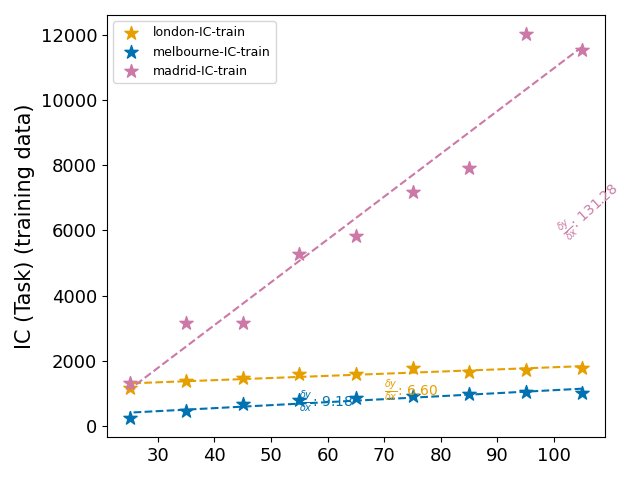 london-IC-train
melbourne-IC-train
madrid-IC-train
IC (Task) (training data)
12000
10000
8000
6000
4000
2000
0
δy/δx: 131.28
δy/δx: 6.60
δy/δx: 9.18
30 40 50 60 70 80 90 100